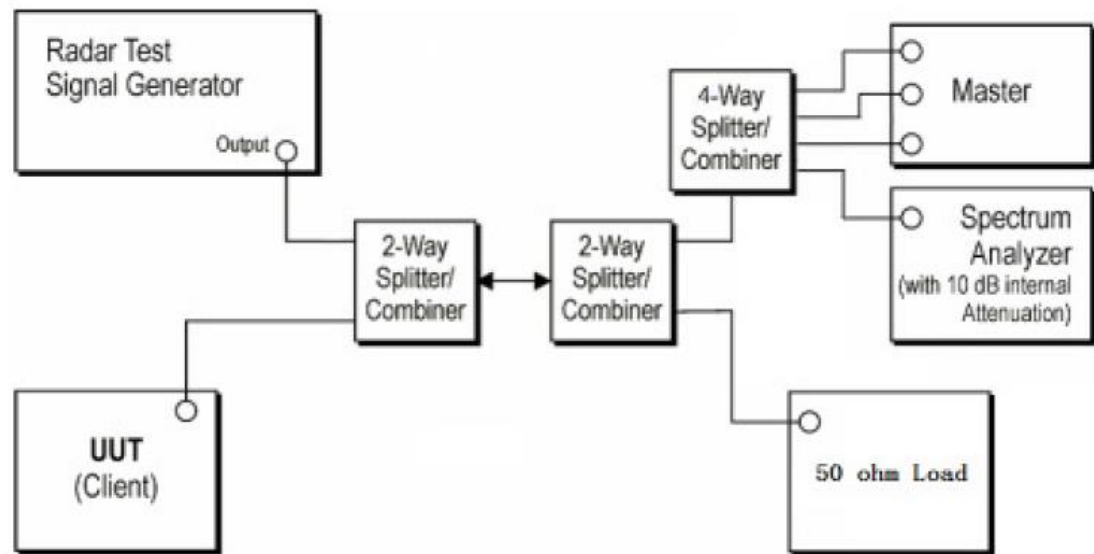 Radar Test
Signal Generator
Output
4-Way
Splitter/
Combiner
Master
2-Way
Splitter/
Combiner
2-Way
Splitter/
Combiner
Spectrum
Analyzer
(with 10 dB internal
Attenuation)
UUT
(Client)
50 ohm Load